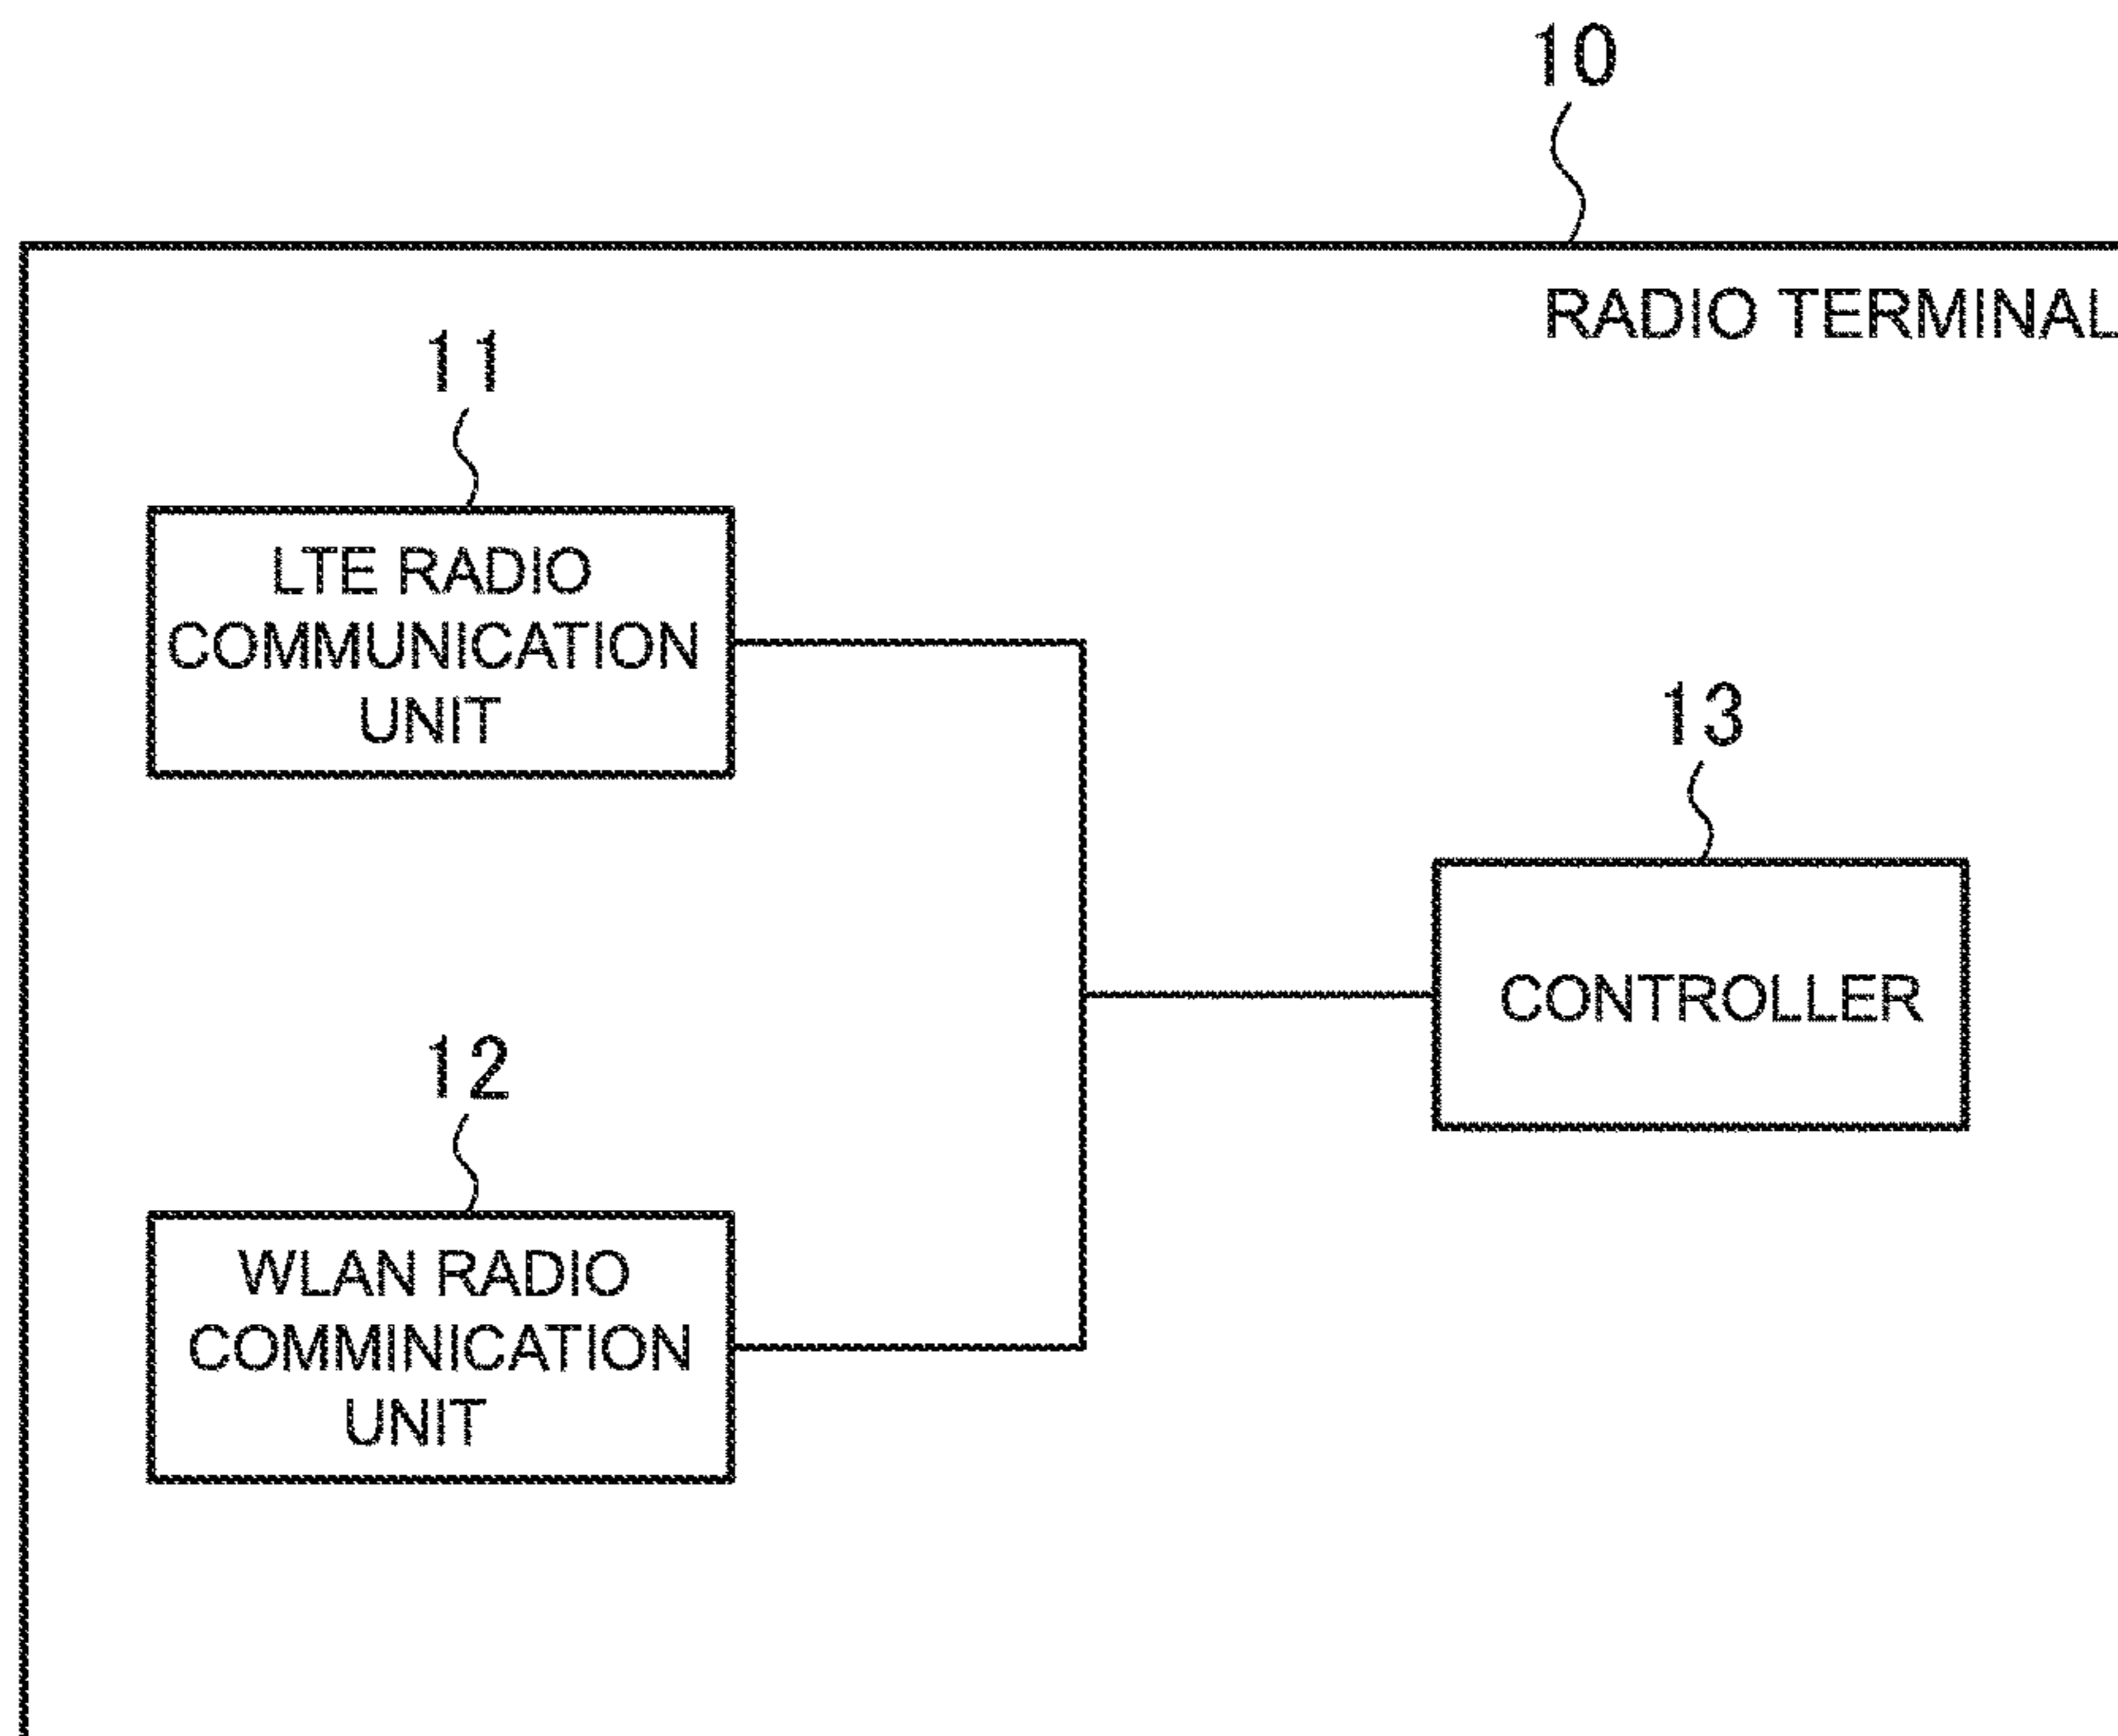 10
RADIO TERMINAL
11
LTE RADIO
COMMUNICATION
UNIT
13
CONTROLLER
12
WLAN RADIO
COMMINICATION
UNIT